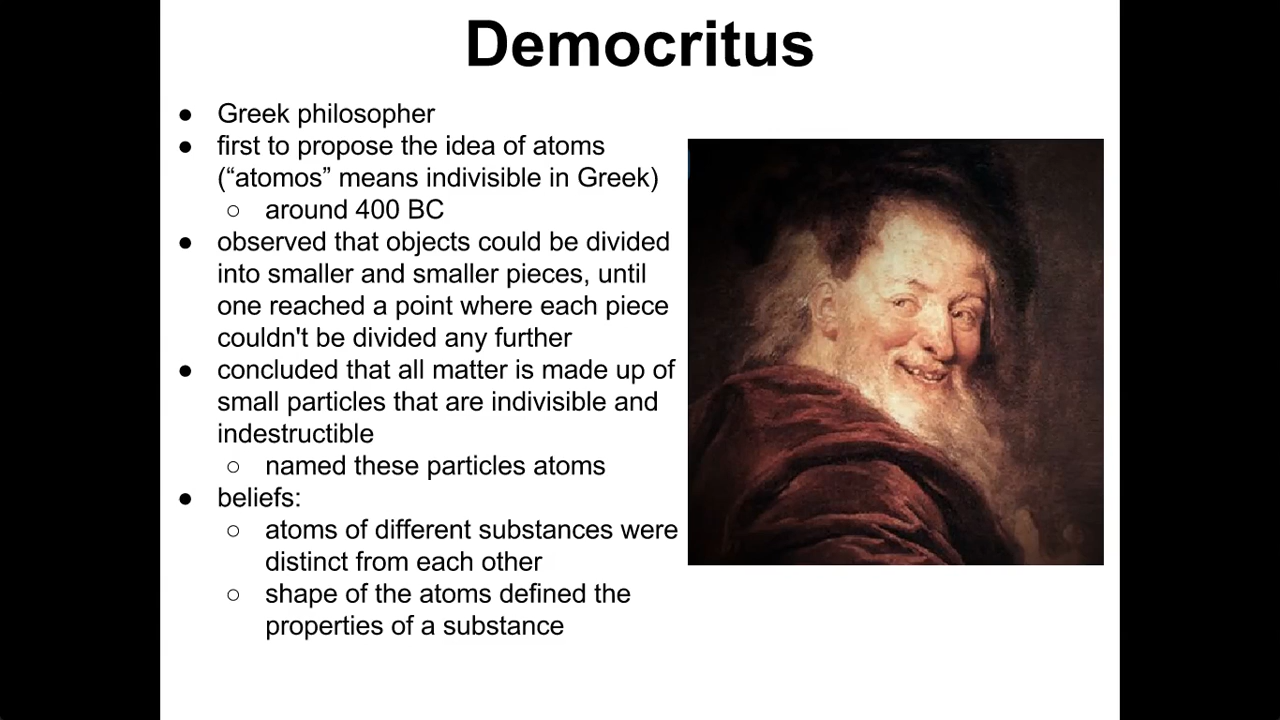 Democritus
● Greek philosopher
● first to propose the idea of atoms
(“atomos” means indivisible in Greek)
○ around 400 BC
● observed that objects could be divided
into smaller and smaller pieces, until
one reached a point where each piece
couldn't be divided any further
● concluded that all matter is made up of
small particles that are indivisible and
indestructible
○ named these particles atoms
● beliefs:
○ atoms of different substances were
distinct from each other
○ shape of the atoms defined the
properties of a substance